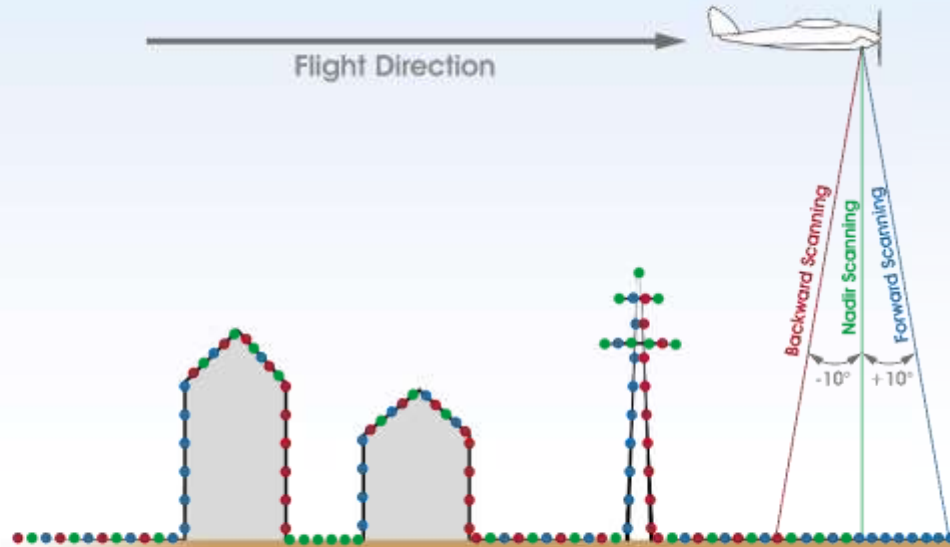 Flight Direction
Backward Scanning
Nadir Scanning
Forward Scanning
-10°
+10°